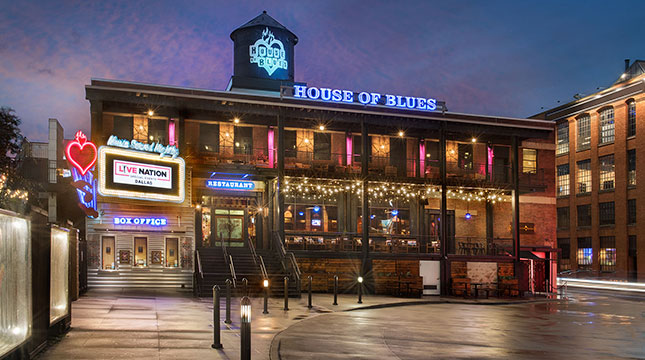 HOUSE
OF
BLUES
HOUSE OF BLUES
LIVE NATION
DALLAS
RESTAURANT
BOX OFFICE